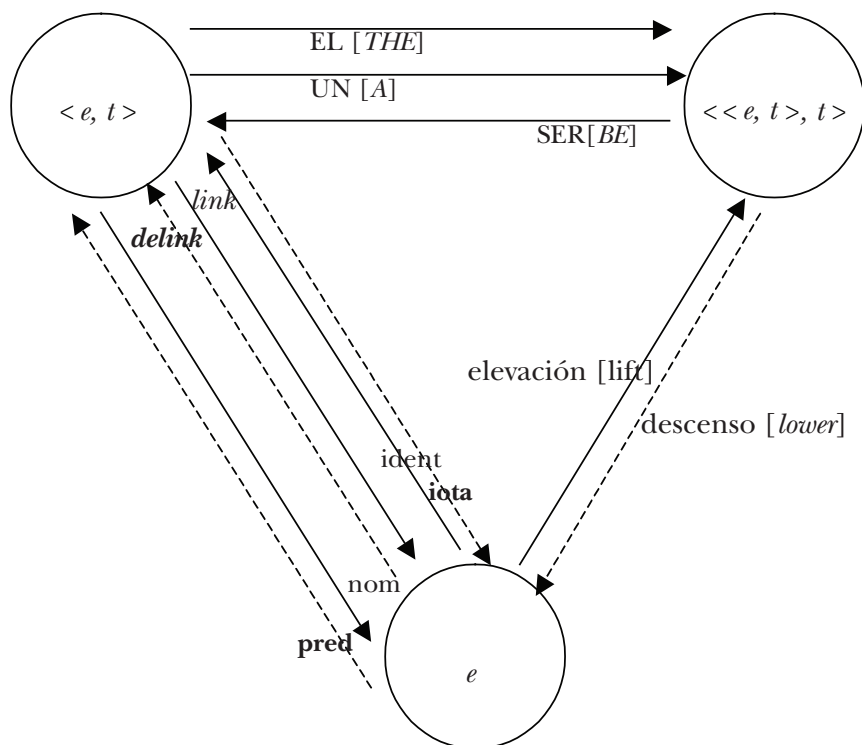 EL [THE]
< e, t >
UN [A]
<< e, t>, t >
SER[BE]
link
delink
elevación [lift]
descenso [lower]
ident
iota
nom
pred
e